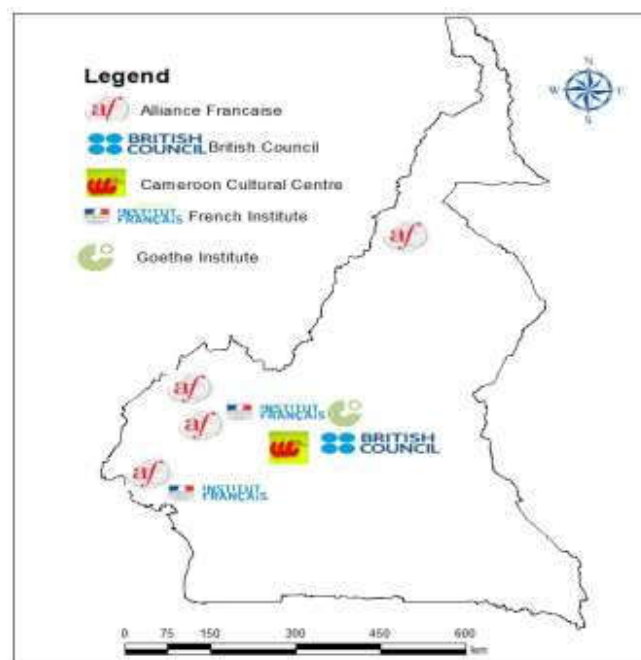 Legend
af Alliance Francaise
BRITISH COUNCIL British Council
Cameroon Cultural Centre
INSTITUT FRANÇAIS French Institute
Goethe Institute
N
W E
S
af
af
INSTITUT FRANÇAIS
af
BRITISH COUNCIL
af
INSTITUT FRANÇAIS
0 75 150 300 450 600
km